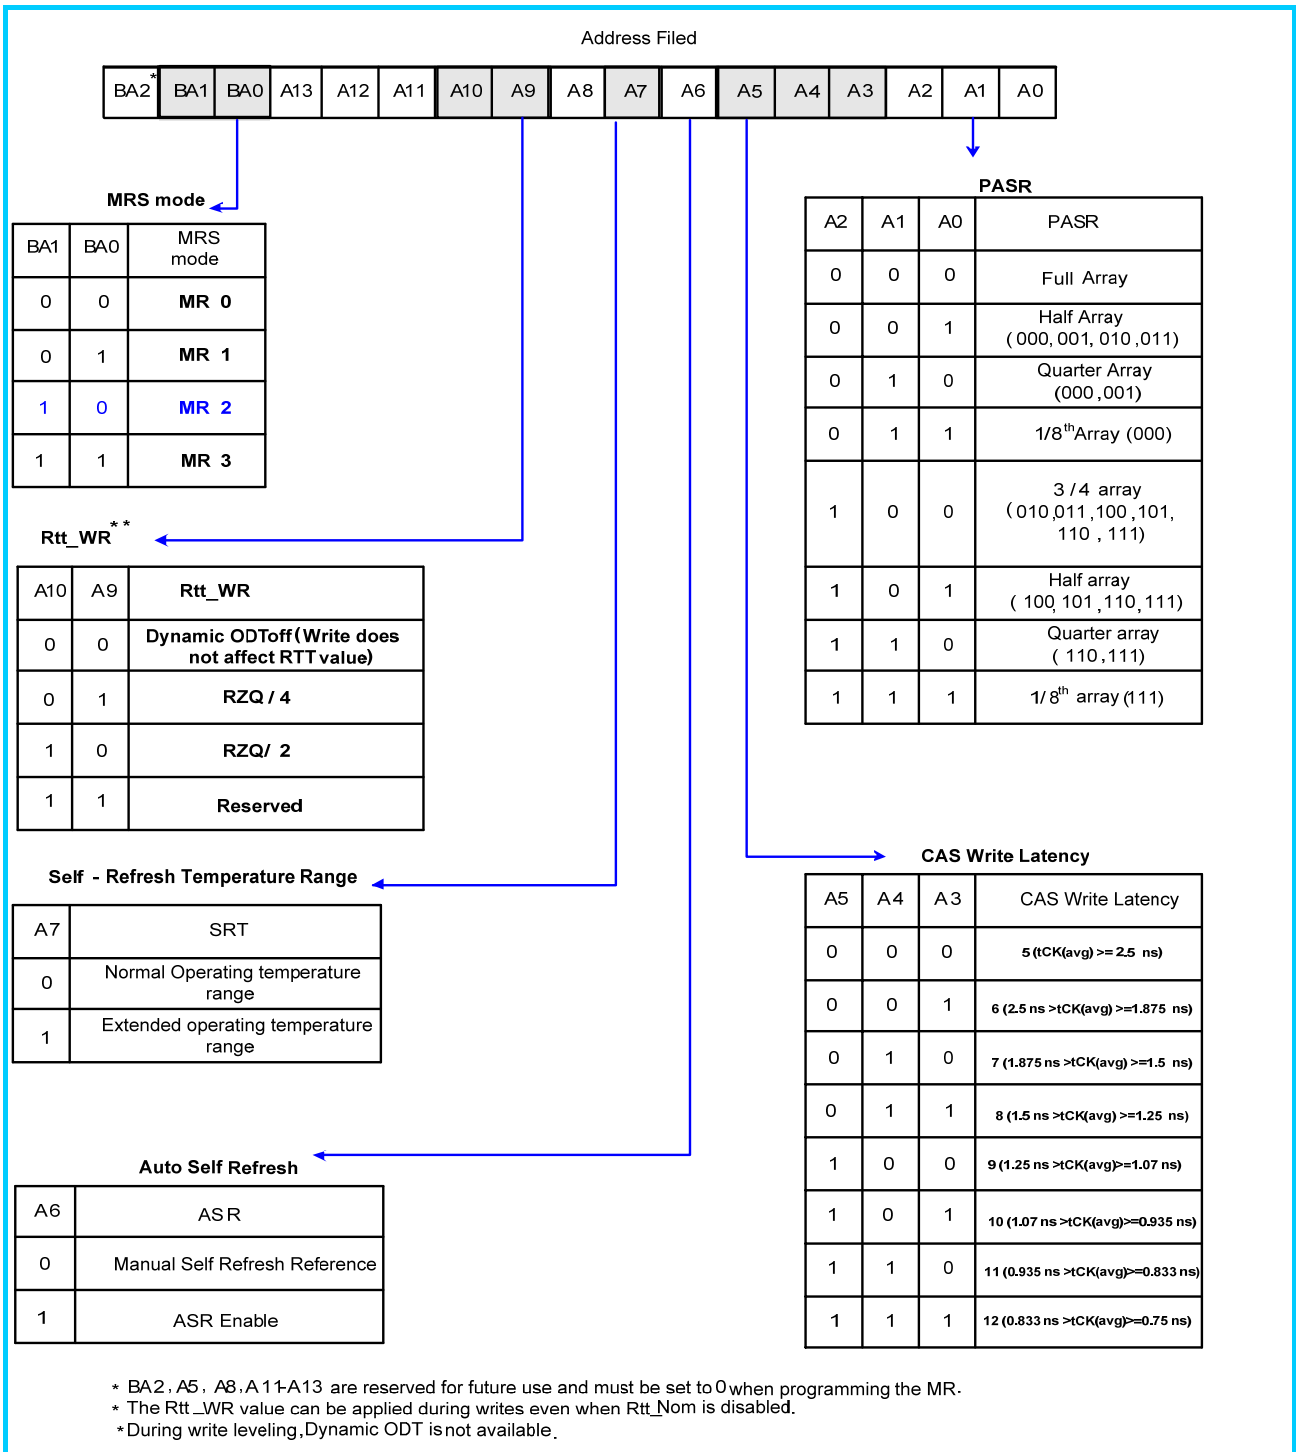 Address Filed
BA2* BA1 BA0 A13 A12 A11 A10 A9 A8 A7 A6 A5 A4 A3 A2 A1 A0
MRS mode
BA1 BA0 MRS mode
0 0 MR 0
0 1 MR 1
1 0 MR 2
1 1 MR 3
Rtt_WR**
A10 A9 Rtt_WR
0 0 Dynamic ODToff (Write does
not affect RTT value)
0 1 RZQ / 4
1 0 RZQ/ 2
1 1 Reserved
Self - Refresh Temperature Range
A7 SRT
0 Normal Operating temperature
range
1 Extended operating temperature
range
Auto Self Refresh
A6 ASR
0 Manual Self Refresh Reference
1 ASR Enable
PASR
A2 A1 A0 PASR
0 0 0 Full Array
0 0 1 Half Array
(000,001, 010 ,011)
0 1 0 Quarter Array
(000 ,001)
0 1 1 1/8th Array (000)
1 0 0 3 / 4 array
(010,011,100 ,101,
110 , 111)
1 0 1 Half array
( 100, 101 ,110, 111)
1 1 0 Quarter array
( 110 ,111)
1 1 1 1/8th array (111)
CAS Write Latency
A5 A4 A3 CAS Write Latency
0 0 0 5 (tCK(avg) >= 2.5 ns)
0 0 1 6 (2.5 ns >tCK(avg) >=1.875 ns)
0 1 0 7 (1.875 ns >tCK(avg) >=1.5 ns)
0 1 1 8 (1.5 ns >tCK(avg) >=1.25 ns)
1 0 0 9 (1.25 ns >tCK(avg)>=1.07 ns)
1 0 1 10 (1.07 ns >tCK(avg)>=0.935 ns)
1 1 0 11 (0.935 ns >tCK(avg)>=0.833 ns)
1 1 1 12 (0.833 ns >tCK(avg)>=0.75 ns)
* BA2, A5, A8, A11-A13 are reserved for future use and must be set to 0 when programming the MR.
* The Rtt_WR value can be applied during writes even when Rtt_Nom is disabled.
* During write leveling, Dynamic ODT is not available.